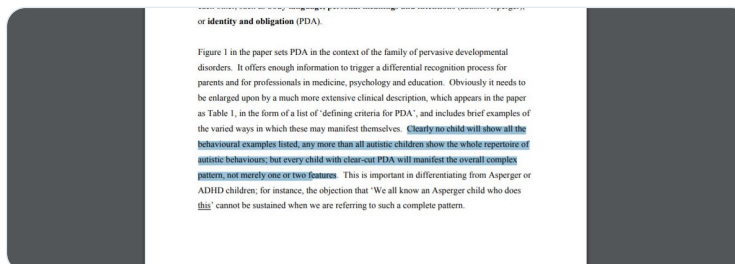 or identity and obligation (PDA).
Figure 1 in the paper sets PDA in the context of the family of pervasive developmental
disorders. It offers enough information to trigger a differential recognition process for
parents and for professionals in medicine, psychology and education. Obviously it needs to
be enlarged upon by a much more extensive clinical description, which appears in the paper
as Table 1, in the form of a list of ‘defining criteria for PDA’, and includes brief examples of
the varied ways in which these may manifest themselves. Clearly no child will show all the
behavioural examples listed, any more than all autistic children show the whole repertoire of
autistic behaviours; but every child with clear-cut PDA will manifest the overall complex
pattern, not merely one or two features. This is important in differentiating from Asperger or
ADHD children; for instance, the objection that ‘We all know an Asperger child who does
this’ cannot be sustained when we are referring to such a complete pattern.